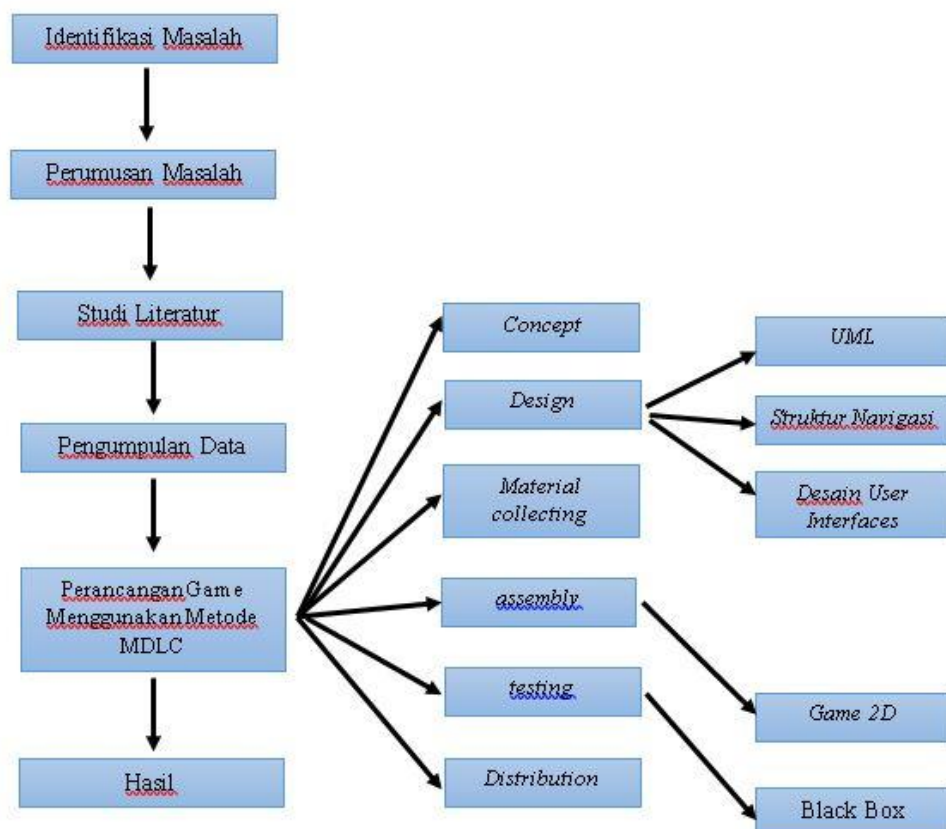 Identifikasi Masalah
Perumusan Masalah
Studi Literatur
Pengumpulan Data
Perancangan Game
Menggunakan Metode
MDLC
Hasil
Concept
Design
Material
collecting
assembly
testing
Distribution
UML
Struktur Navigasi
Desain User
Interfaces
Game 2D
Black Box